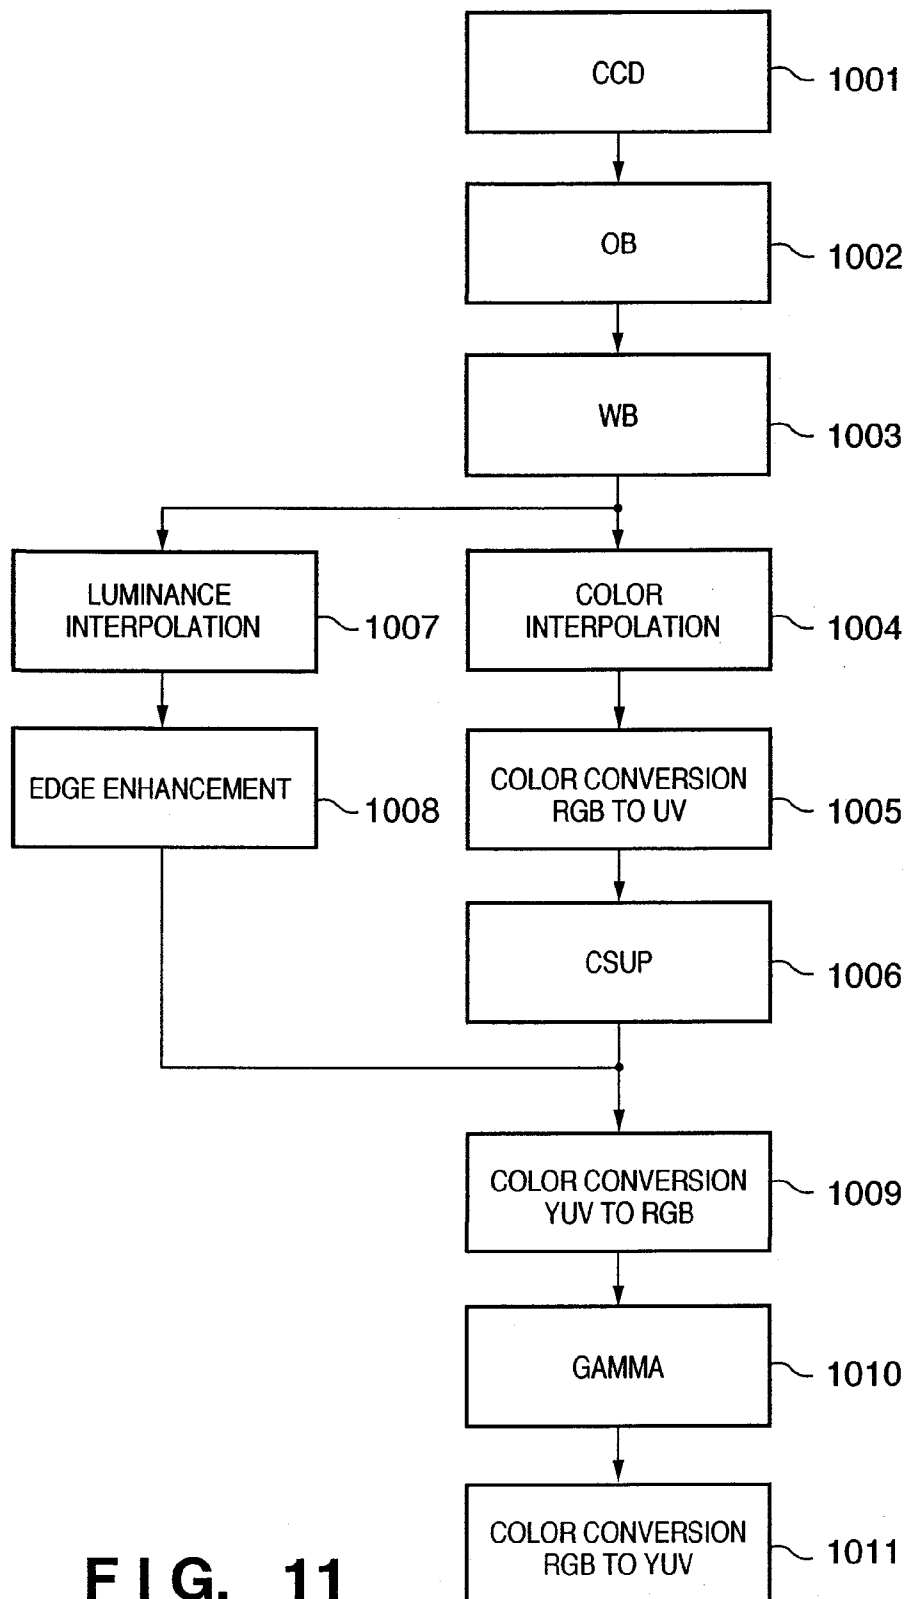 CCD
1001
OB
1002
WB
1003
LUMINANCE
INTERPOLATION
1007
COLOR
INTERPOLATION
1004
EDGE ENHANCEMENT
1008
COLOR CONVERSION
RGB TO UV
1005
CSUP
1006
COLOR CONVERSION
YUV TO RGB
1009
GAMMA
1010
COLOR CONVERSION
RGB TO YUV
1011
FIG. 11